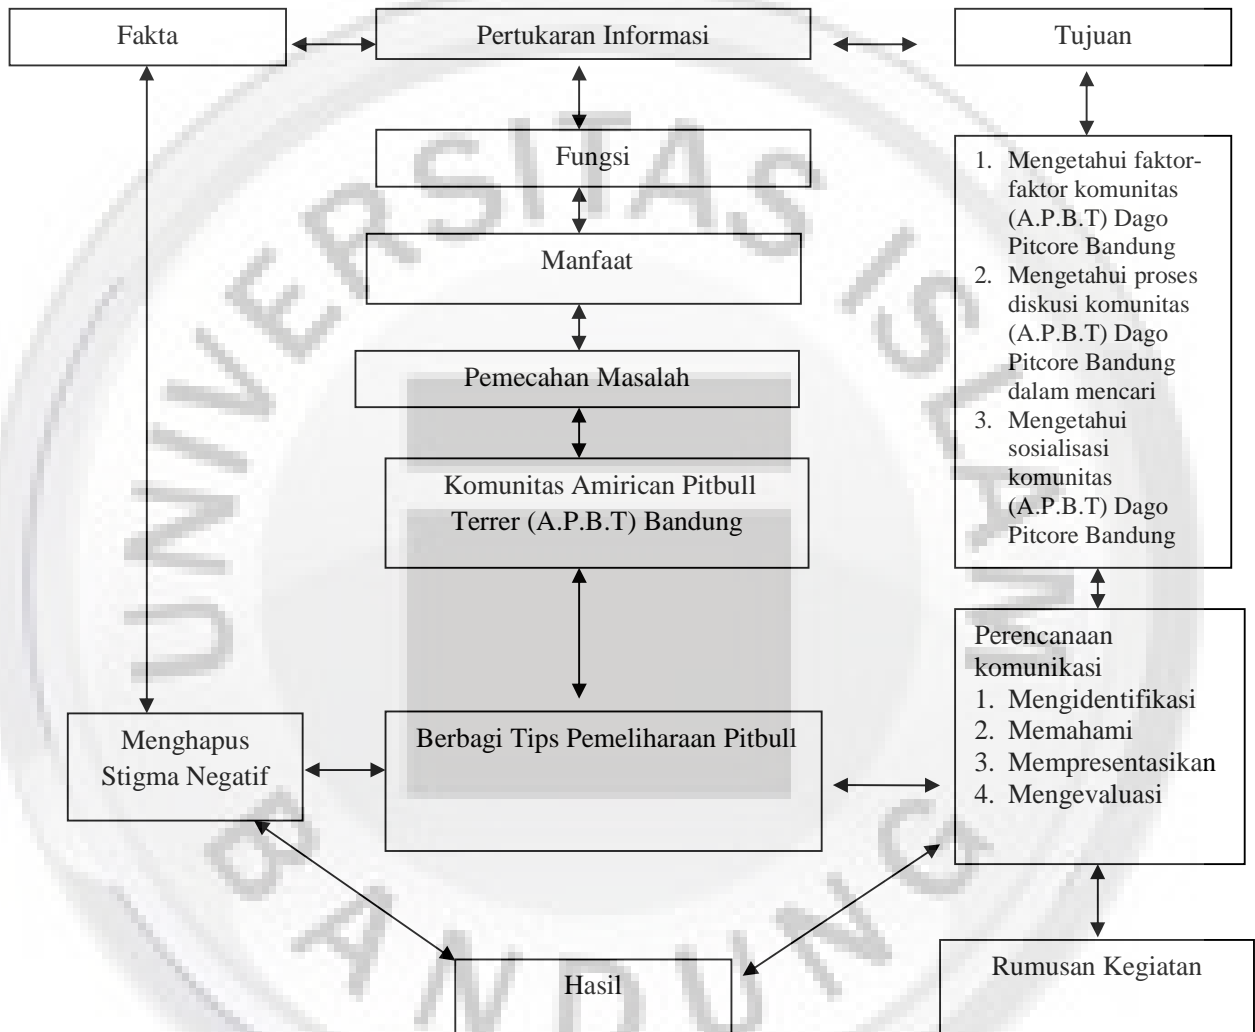 Fakta
Pertukaran Informasi
Tujuan
Fungsi
Manfaat
Pemecahan Masalah
Komunitas Amirican Pitbull
Terrer (A.P.B.T) Bandung
Berbagi Tips Pemeliharaan Pitbull
Menghapus
Stigma Negatif
1. Mengetahui faktor-
faktor komunitas
(A.P.B.T) Dago
Pitcore Bandung
2. Mengetahui proses
diskusi komunitas
(A.P.B.T) Dago
Pitcore Bandung
dalam mencari
3. Mengetahui
sosialisasi
komunitas
(A.P.B.T) Dago
Pitcore Bandung
Perencanaan
komunikasi
1. Mengidentifikasi
2. Memahami
3. Mempresentasikan
4. Mengevaluasi
Hasil
Rumusan Kegiatan
UNIVERSITAS ISLAM
BANDUNG